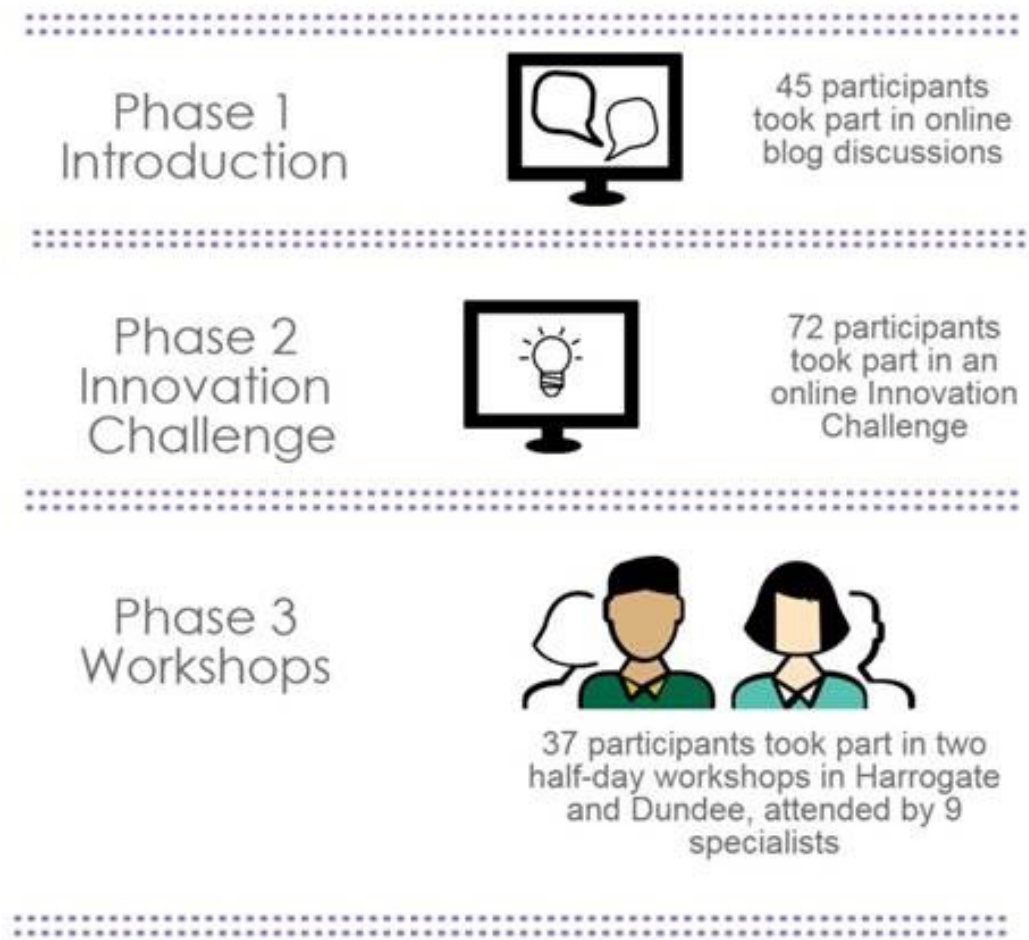 Phase 1
Introduction
45 participants
took part in online
blog discussions
Phase 2
Innovation
Challenge
72 participants
took part in an
online Innovation
Challenge
Phase 3
Workshops
37 participants took part in two
half-day workshops in Harrogate
and Dundee, attended by 9
specialists